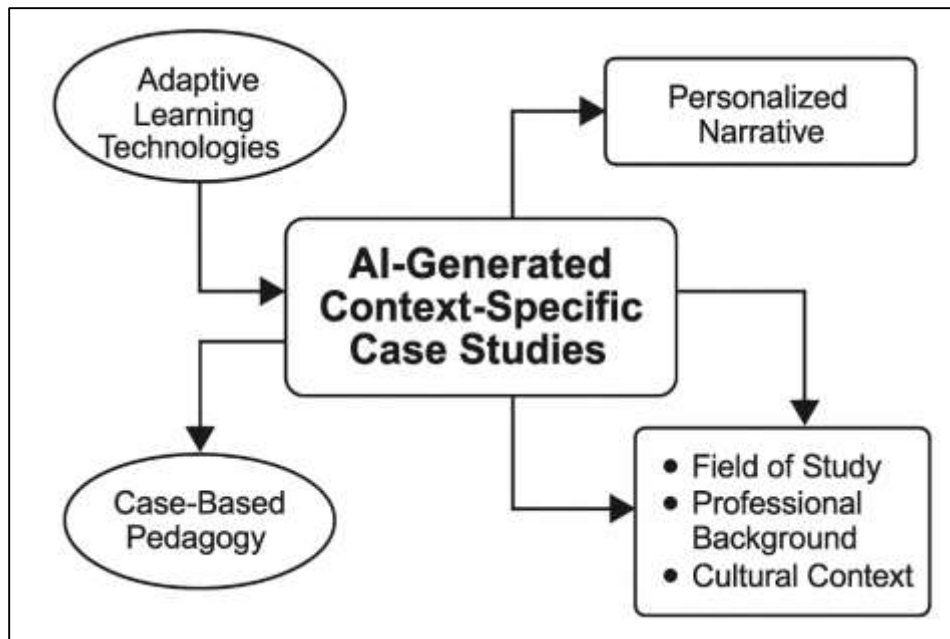 Adaptive
Learning
Technologies
Personalized
Narrative
AI-Generated
Context-Specific
Case Studies
Case-Based
Pedagogy
● Field of Study
● Professional
Background
● Cultural Context